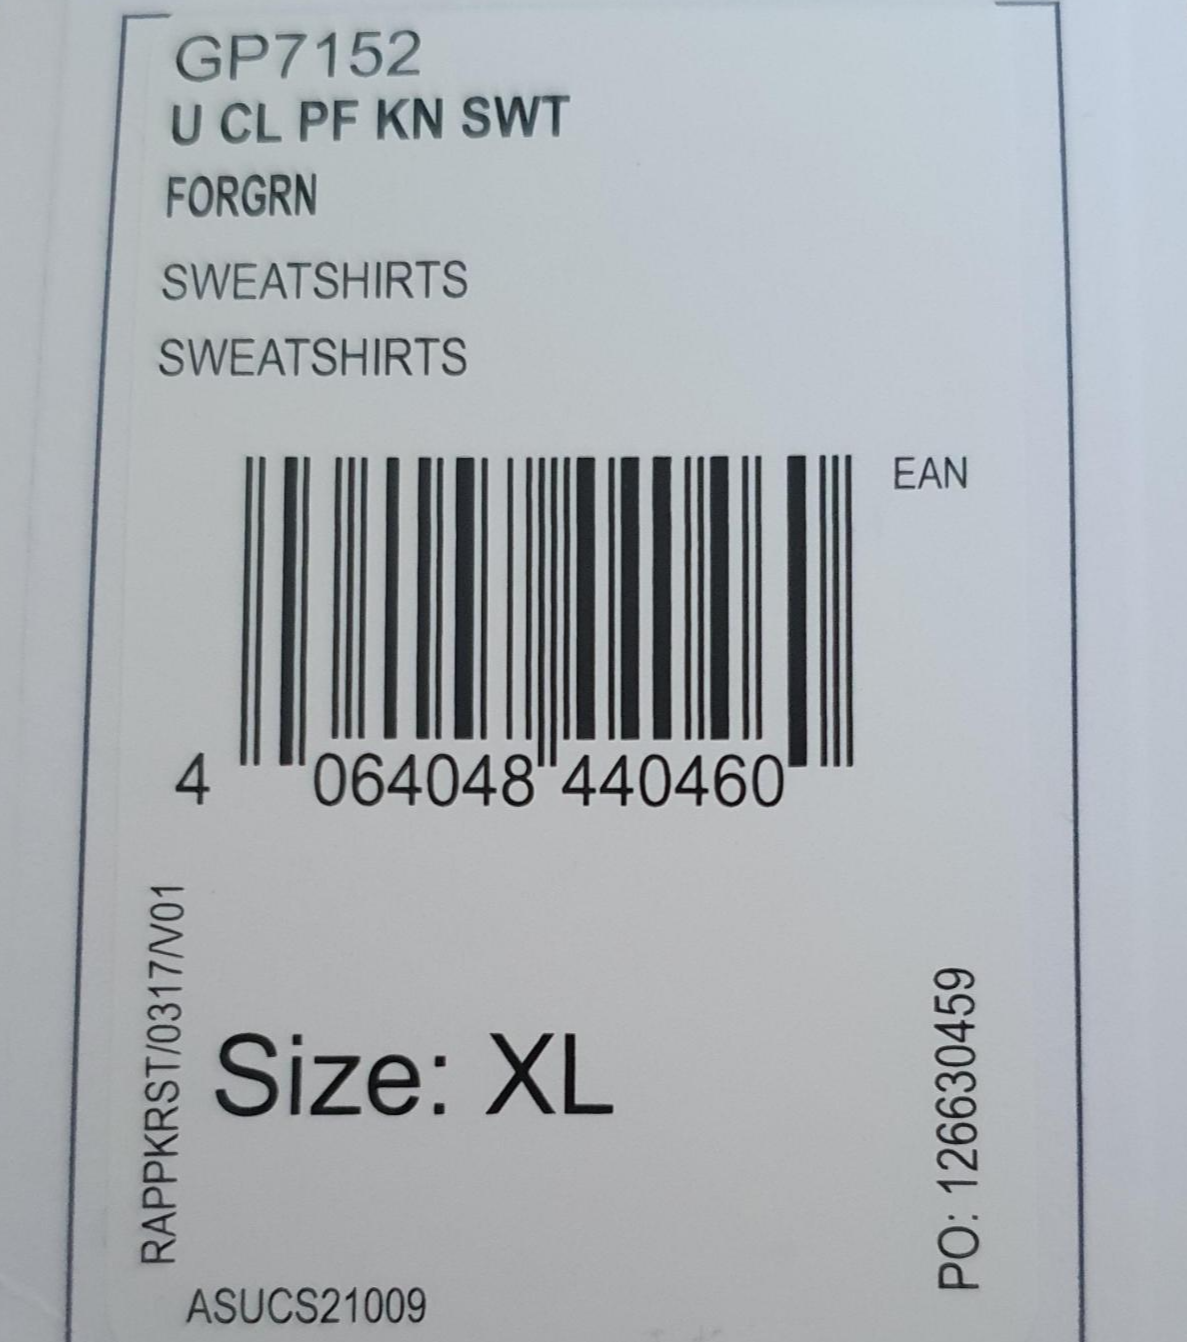 GP7152
U CL PF KN SWT
FORGRN
SWEATSHIRTS
SWEATSHIRTS
EAN
4 064048 440460
RAPPKRST/0317/V01
Size: XL
PO: 126630459
ASUCS21009